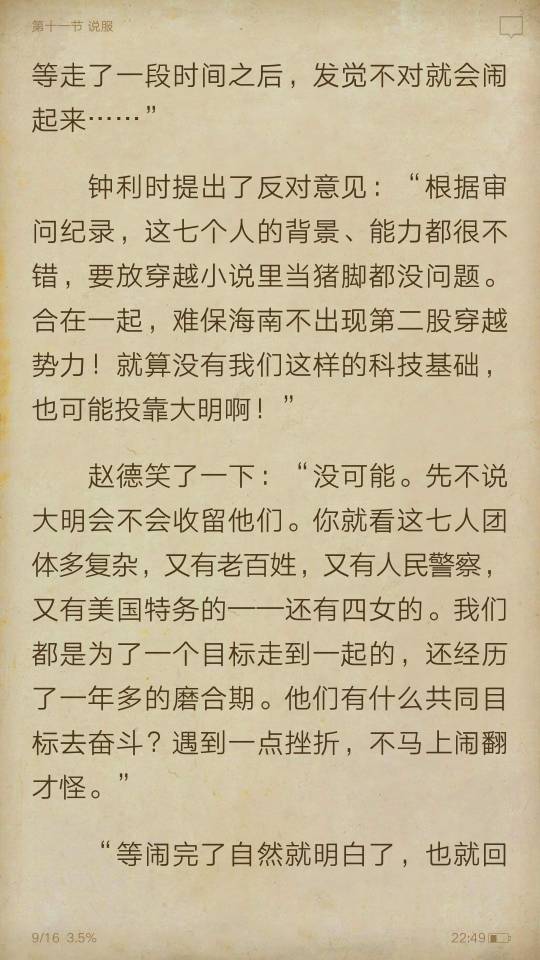 第十一节 说服
等走了一段时间之后，发觉不对就会闹
起来……”
钟利时提出了反对意见：“根据审
问纪录，这七个人的背景、能力都很不
错，要放穿越小说里当猪脚都没问题。
合在一起，难保海南不出现第二股穿越
势力！就算没有我们这样的科技基础，
也可能投靠大明啊！”
赵德笑了一下：“没可能。先不说
大明会不会收留他们。你就看这七人团
体多复杂，又有老百姓，又有人民警察，
又有美国特务的——还有四女的。我们
都是为了一个目标走到一起的，还经历
了一年多的磨合期。他们有什么共同目
标去奋斗？遇到一点挫折，不马上闹翻
才怪。”
“等闹完了自然就明白了，也就回
9/16 3.5%
22:49